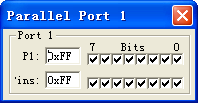 Parallel Port 1
Port 1
7 Bits 0
P1: 0xFF
'ins: 0xFF